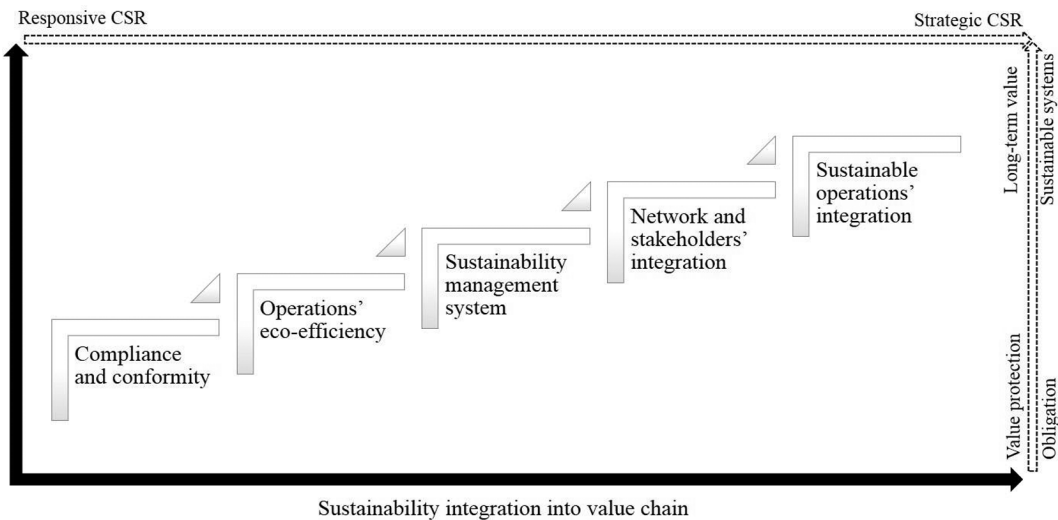 Responsive CSR
Strategic CSR
Long-term value
Sustainable systems
Sustainable
operations’
integration
Network and
stakeholders’
integration
Sustainability
management
system
Operations’
eco-efficiency
Compliance
and conformity
Value protection
Obligation
Sustainability integration into value chain